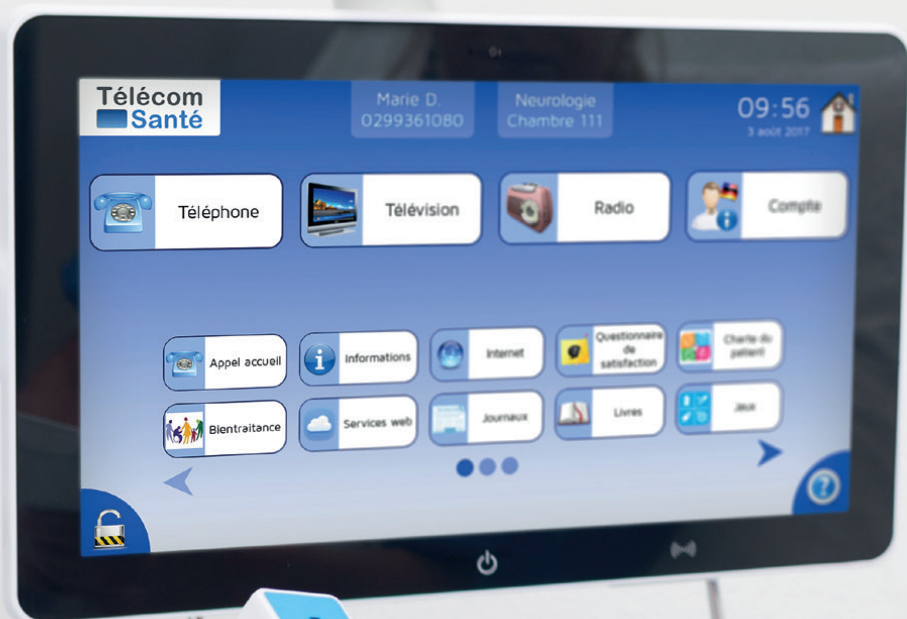 Télécom
Santé
Marie D.
0299361080
Neurologie
Chambre 111
09:56
3 août 2017
Téléphone
Télévision
Radio
Compte
Appel accueil
Informations
Internet
Questionnaire
de
satisfaction
Charte du
patient
Bientraitance
Services web
Journaux
Livres
Jeux